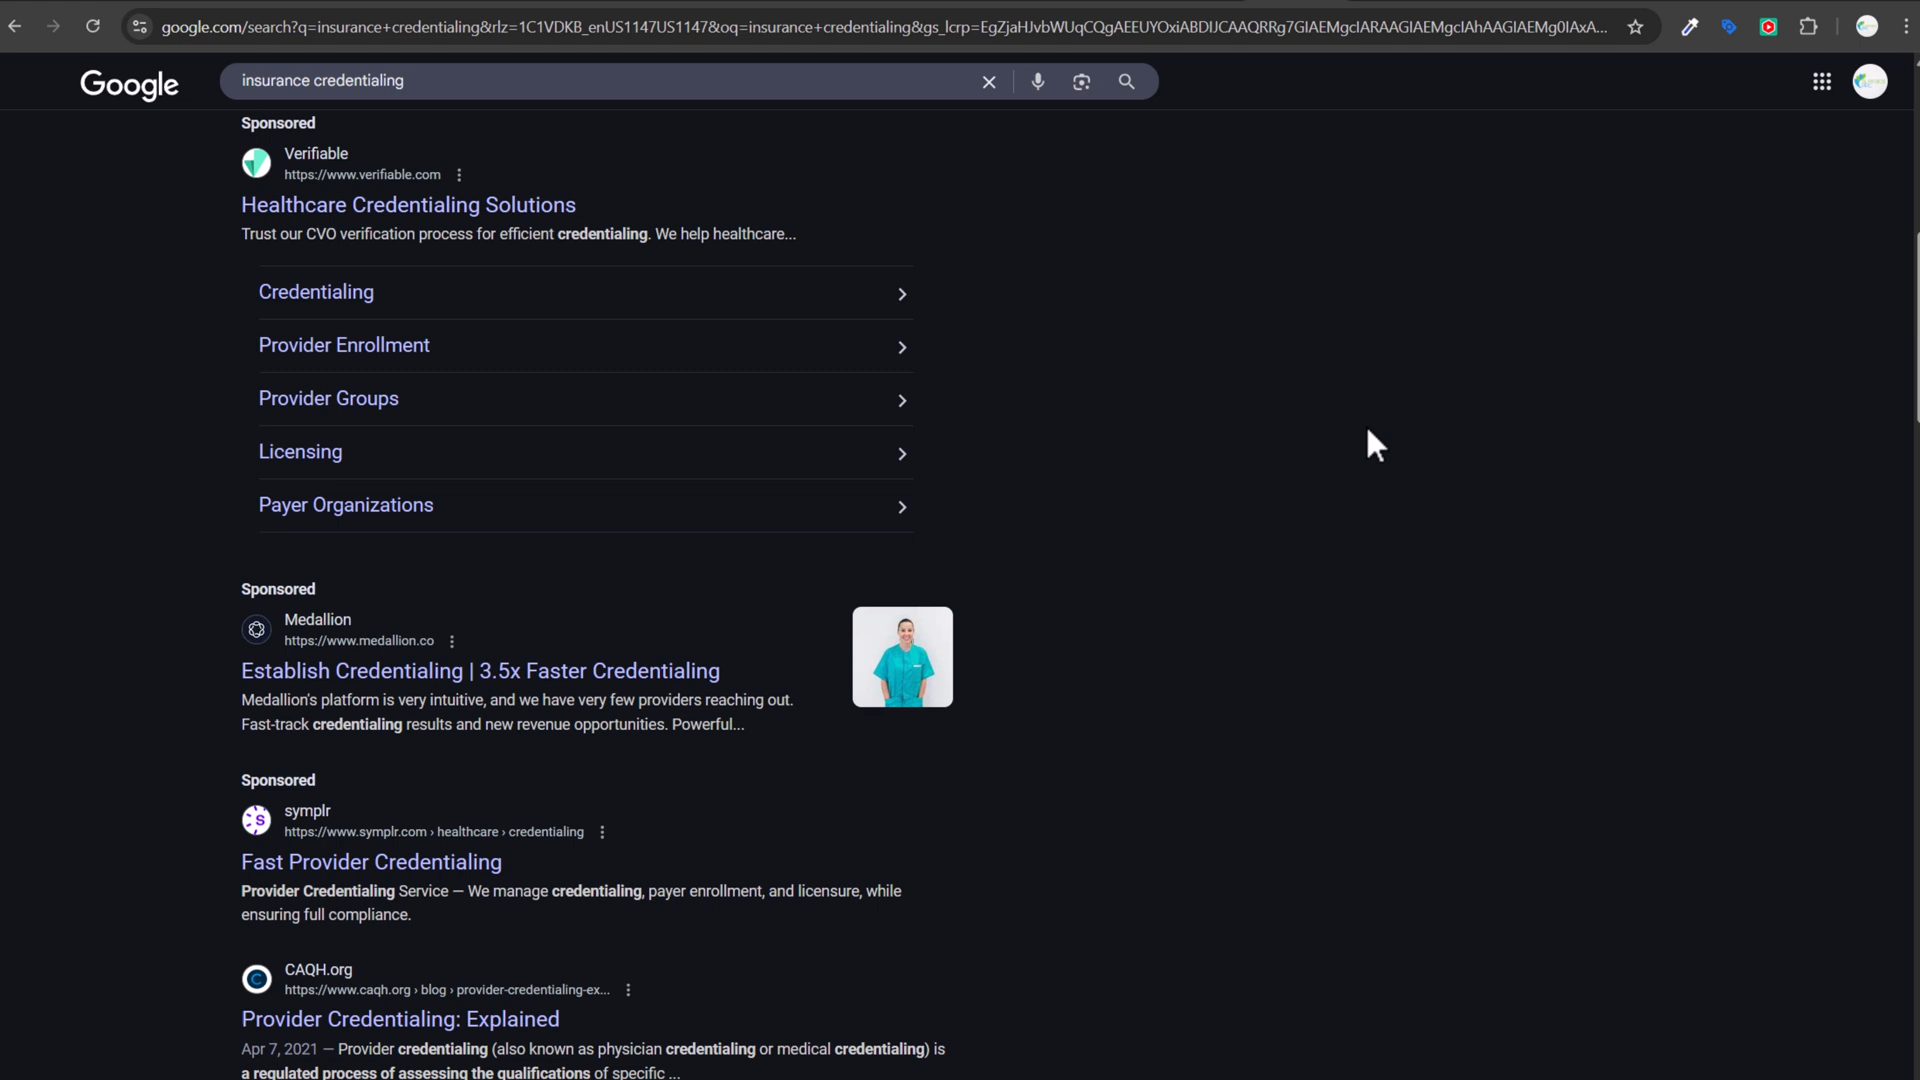 google.com/search?q=insurance+credentialing&rlz=1C1VDKB_enUS1147US1147&oq=insurance+credentialing&gs_lcrp=EgZjaHJvbWUqCQgAEEUYOxiABDIJCAAQRRg7GIAEMgcIARAAGIAEMgcIAhAAGIAEMg0IAxA...
Google
insurance credentialing
Sponsored
Verifiable
https://www.verifiable.com
Healthcare Credentialing Solutions
Trust our CVO verification process for efficient credentialing. We help healthcare...
Credentialing
Provider Enrollment
Provider Groups
Licensing
Payer Organizations
Sponsored
Medallion
https://www.medallion.co
Establish Credentialing | 3.5x Faster Credentialing
Medallion's platform is very intuitive, and we have very few providers reaching out.
Fast-track credentialing results and new revenue opportunities. Powerful...
Sponsored
symplr
https://www.symplr.com › healthcare › credentialing
Fast Provider Credentialing
Provider Credentialing Service — We manage credentialing, payer enrollment, and licensure, while
ensuring full compliance.
CAQH.org
https://www.caqh.org › blog › provider-credentialing-ex...
Provider Credentialing: Explained
Apr 7, 2021 — Provider credentialing (also known as physician credentialing or medical credentialing) is
a regulated process of assessing the qualifications of specific ...